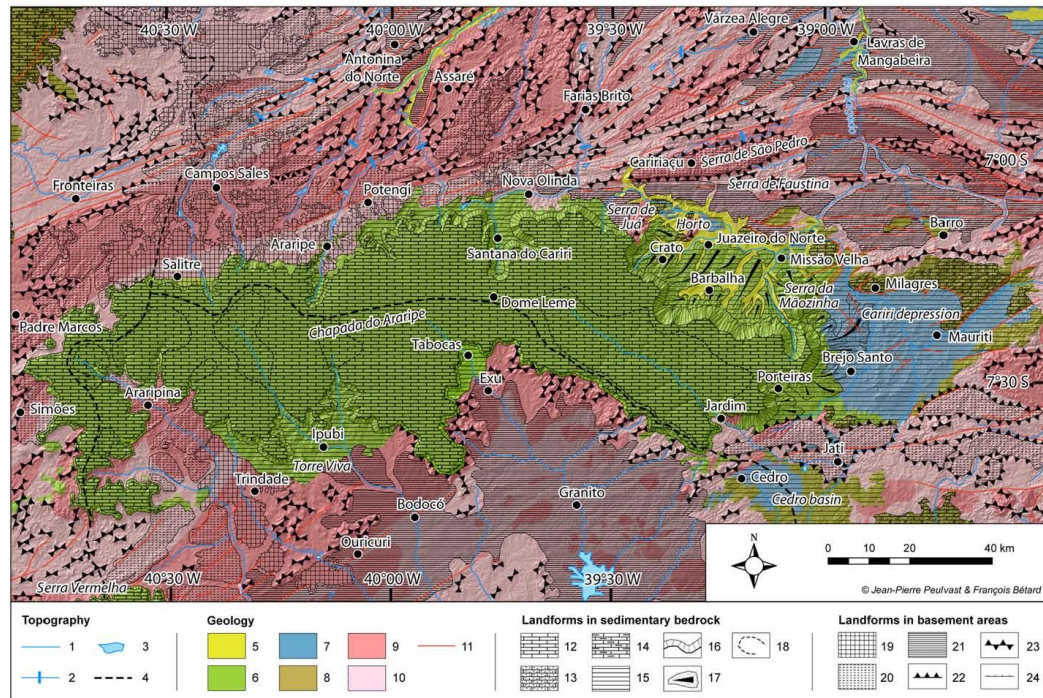 40°30 W
40°00 W
39°30 W
Várzea Alegre
39°00 W
Antonina
do Norte
Lavras de
Mangabeira
Assaré
Farias Brito
Caririaçu
Serra de São Pedro
7°00 S
Fronteiras
Campos Sales
Nova Olinda
Serra de Faustina
Potengi
Serra de
Juá
Horto
Barro
Araripe
Santana do Cariri
Crato
Juazeiro do Norte
Missão Velha
Salitre
Barbalha
Serra da
Mãozinha
Milagres
Dome Leme
Cariri depression
Padre Marcos
Chapada do Araripe
Mauriti
Tabocas
Brejo Santo
Exu
Porteiras
7°30 S
Simões
Araripina
Jardim
Ipubi
Jati
Torre Viva
Trindade
Cedro
Granito
Cedro basin
Bodocó
Ouricuri
N
0 10 20 40 km
Serra Vermelha
40°30 W
40°00 W
39°30 W
© Jean-Pierre Peulvast & François Bétard
Topography
1 3
2 4
Geology
5 7 9 11
6 8 10
Landforms in sedimentary bedrock
12 14 16 18
13 15 17
Landforms in basement areas
19 21 23
20 22 24